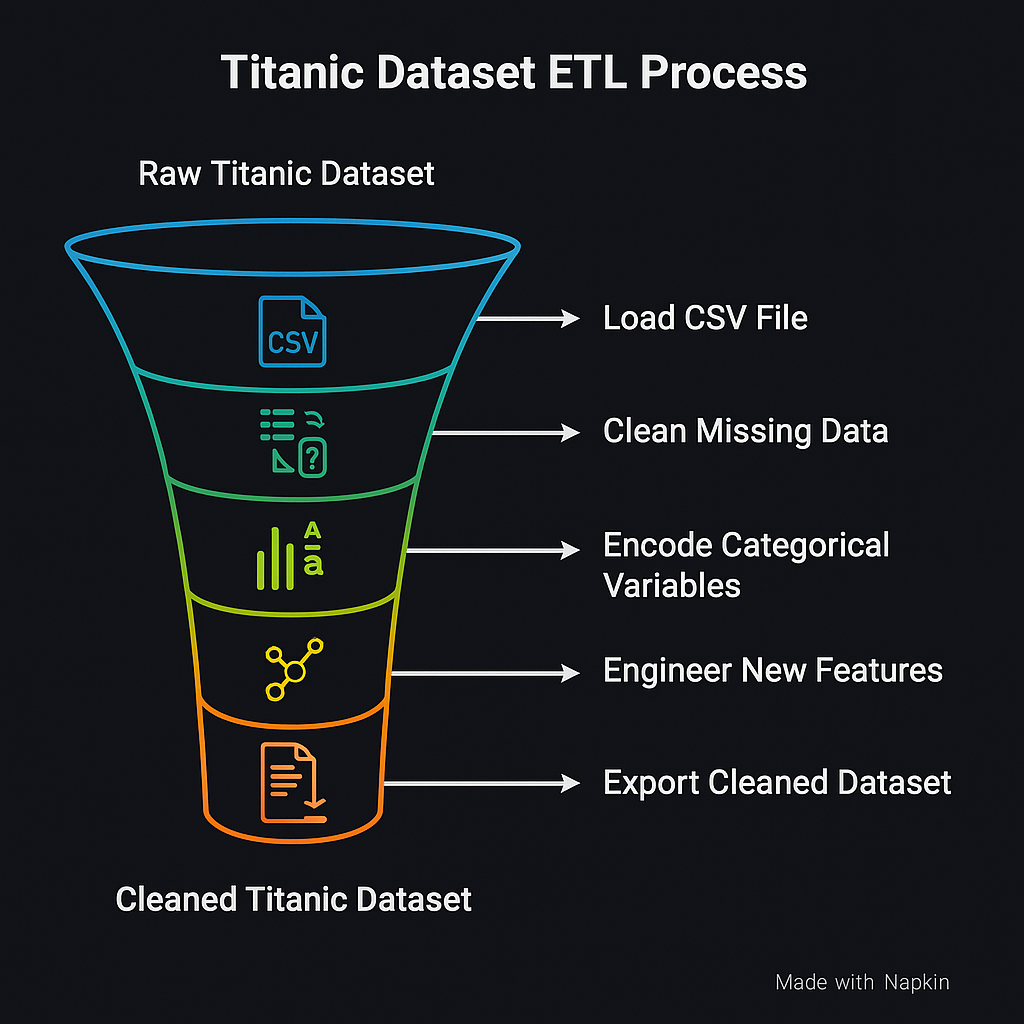 Titanic Dataset ETL Process
Raw Titanic Dataset
CSV
Load CSV File
?
Clean Missing Data
A
a
Encode Categorical
Variables
Engineer New Features
Export Cleaned Dataset
Cleaned Titanic Dataset
Made with Napkin